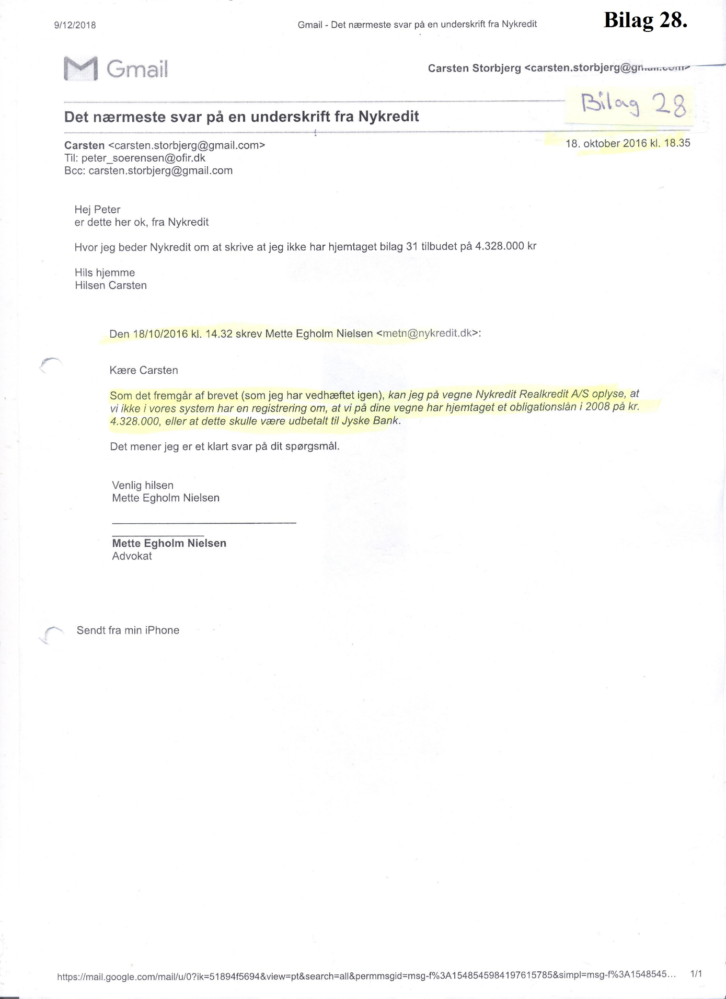 9/12/2018
Gmail - Det nærmeste svar på en underskrift fra Nykredit
Bilag 28.
Gmail
Carsten Storbjerg <carsten.storbjerg@gmail.com>
Bilag 28
Det nærmeste svar på en underskrift fra Nykredit
Carsten <carsten.storbjerg@gmail.com>
18. oktober 2016 kl. 18.35
Til: peter_soerensen@ofir.dk
Bcc: carsten.storbjerg@gmail.com
Hej Peter
er dette her ok, fra Nykredit
Hvor jeg beder Nykredit om at skrive at jeg ikke har hjemtaget bilag 31 tilbudet på 4.328.000 kr
Hils hjemme
Hilsen Carsten
Den 18/10/2016 kl. 14.32 skrev Mette Egholm Nielsen <metn@nykredit.dk>:
Kære Carsten
Som det fremgår af brevet (som jeg har vedhæftet igen), kan jeg på vegne Nykredit Realkredit A/S oplyse, at
vi ikke i vores system har en registrering om, at vi på dine vegne har hjemtaget et obligationslån i 2008 på kr.
4.328.000, eller at dette skulle være udbetalt til Jyske Bank.
Det mener jeg er et klart svar på dit spørgsmål.
Venlig hilsen
Mette Egholm Nielsen
Mette Egholm Nielsen
Advokat
Sendt fra min iPhone
https://mail.google.com/mail/u/0?ik=51894f5694&view=pt&search=all&permmsgid=msg-f%3A1548545984197615785&simpl=msg-f%3A1548545... 1/1